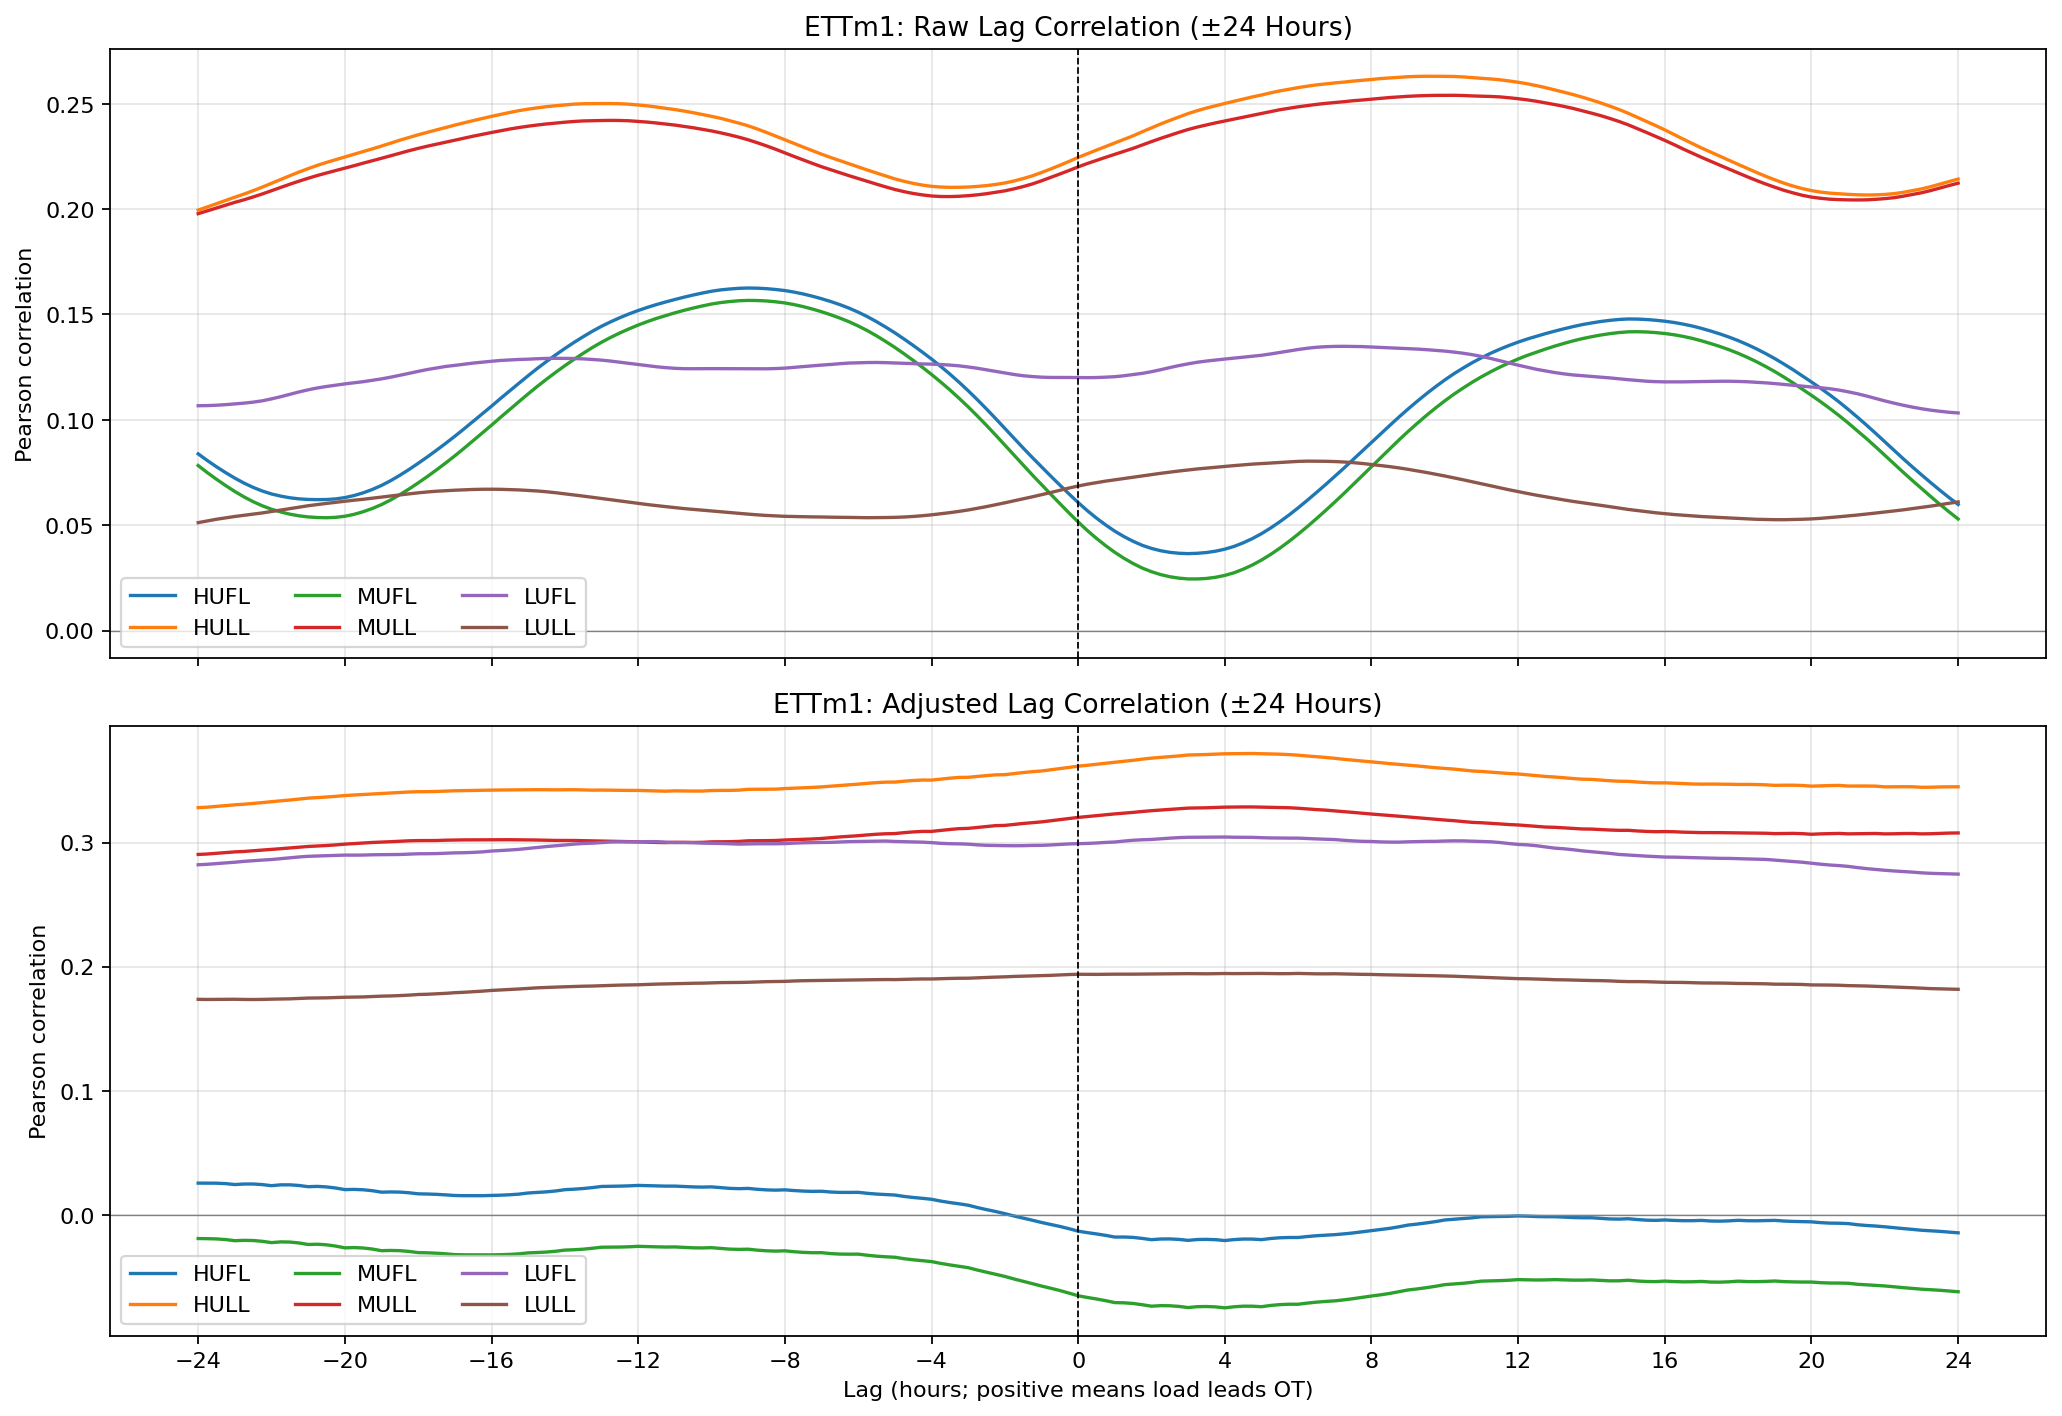 ETTm1: Raw Lag Correlation (±24 Hours)
Pearson correlation
0.25
0.20
0.15
0.10
0.05
0.00
HUFL MUFL LUFL
HULL MULL LULL
ETTm1: Adjusted Lag Correlation (±24 Hours)
Pearson correlation
0.3
0.2
0.1
0.0
HUFL MUFL LUFL
HULL MULL LULL
−24 −20 −16 −12 −8 −4 0 4 8 12 16 20 24
Lag (hours; positive means load leads OT)